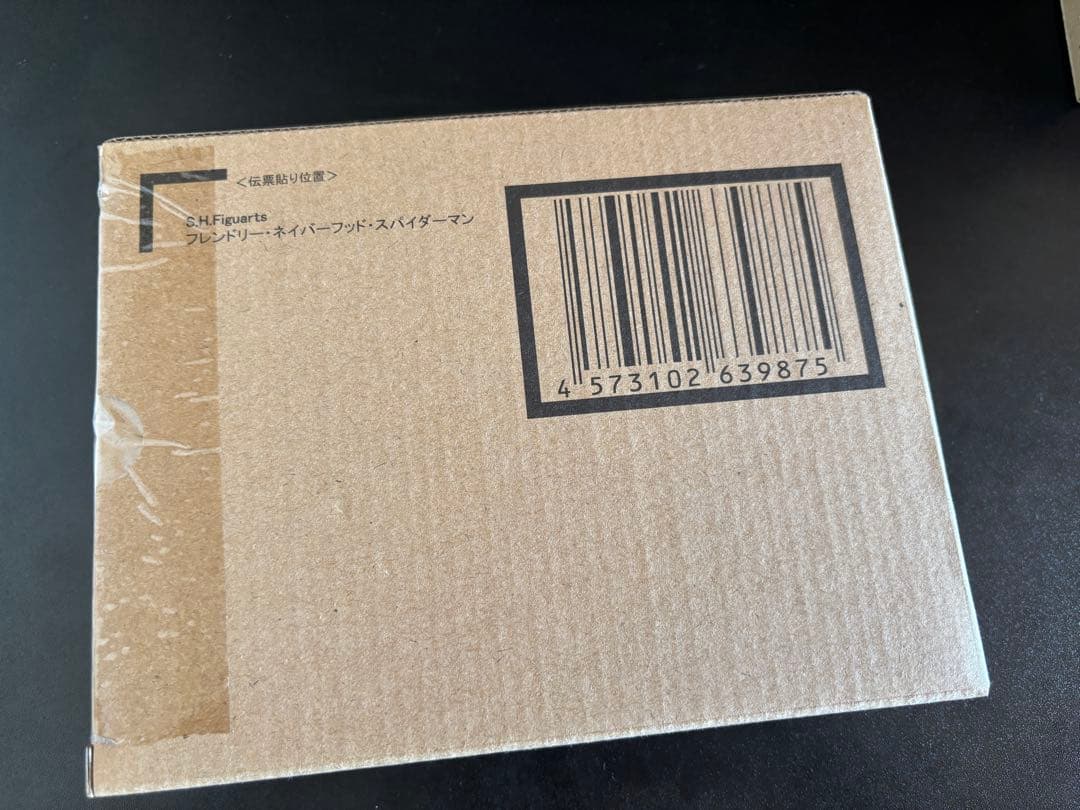 ＜伝票貼り位置＞
S.H.Figuarts
フレンドリー・ネイバーフッド・スパイダーマン
4 573102 639875